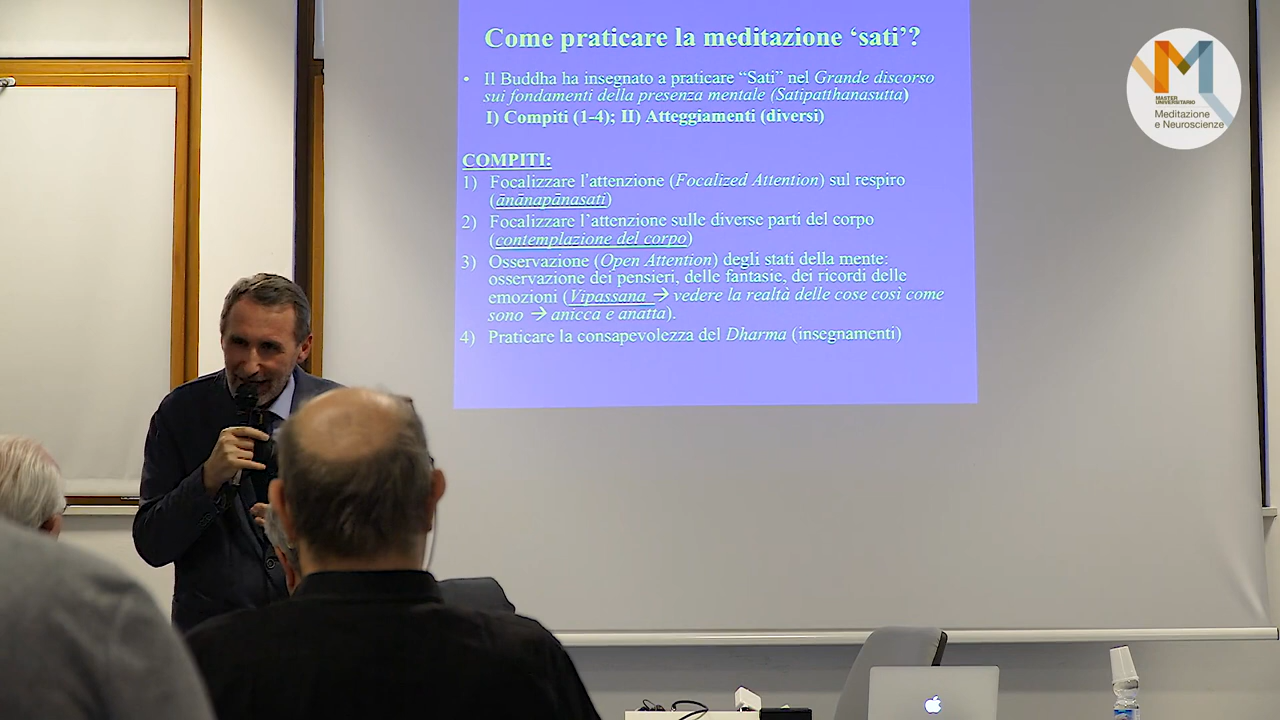 Come praticare la meditazione ‘sati’?
• Il Buddha ha insegnato a praticare “Sati” nel Grande discorso
sui fondamenti della presenza mentale (Satipatthanasutta)
I) Compiti (1-4); II) Atteggiamenti (diversi)
COMPITI:
1) Focalizzare l’attenzione (Focalized Attention) sul respiro
(ānānapānasati)
2) Focalizzare l’attenzione sulle diverse parti del corpo
(contemplazione del corpo)
3) Osservazione (Open Attention) degli stati della mente:
osservazione dei pensieri, delle fantasie, dei ricordi delle
emozioni (Vipassana → vedere la realtà delle cose così come
sono → anicca e anatta).
4) Praticare la consapevolezza del Dharma (insegnamenti)
M
MASTER
UNIVERSITARIO
Meditazione
e Neuroscienze